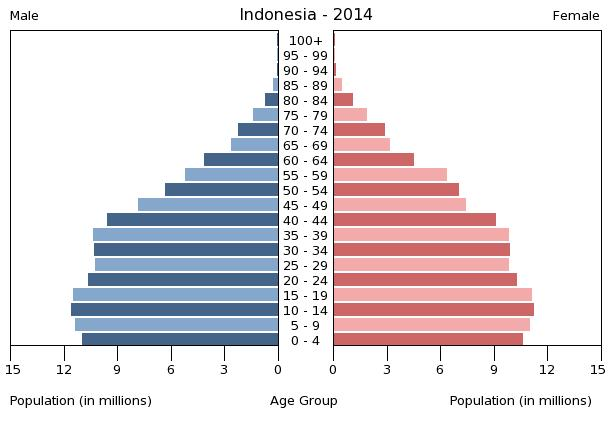 Indonesia - 2014
Male
Female
100+
95 - 99
90 - 94
85 - 89
80 - 84
75 - 79
70 - 74
65 - 69
60 - 64
55 - 59
50 - 54
45 - 49
40 - 44
35 - 39
30 - 34
25 - 29
20 - 24
15 - 19
10 - 14
5 - 9
0 - 4
15 12 9 6 3 0 0 3 6 9 12 15
Population (in millions) Age Group Population (in millions)